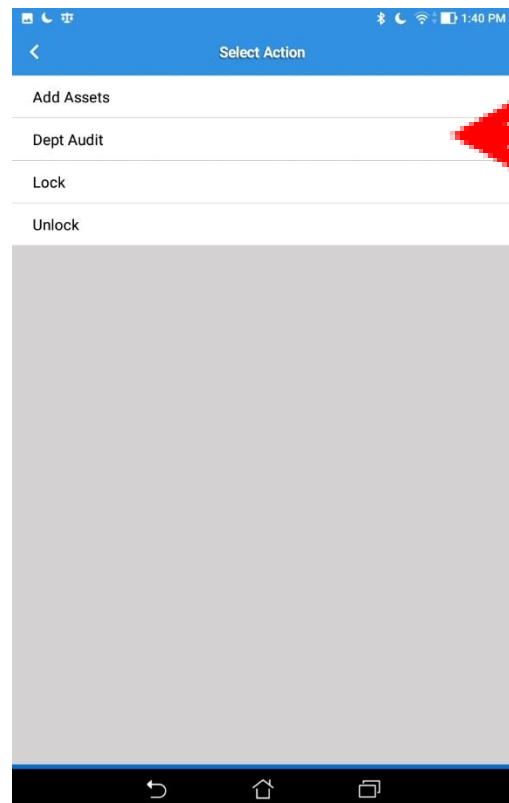 1:40 PM
Select Action
Add Assets
Dept Audit
Lock
Unlock